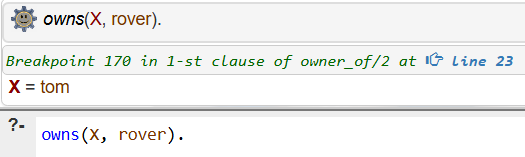 owns(X, rover).
Breakpoint 170 in 1-st clause of owner_of/2 at line 23
X = tom
?- owns(X, rover).